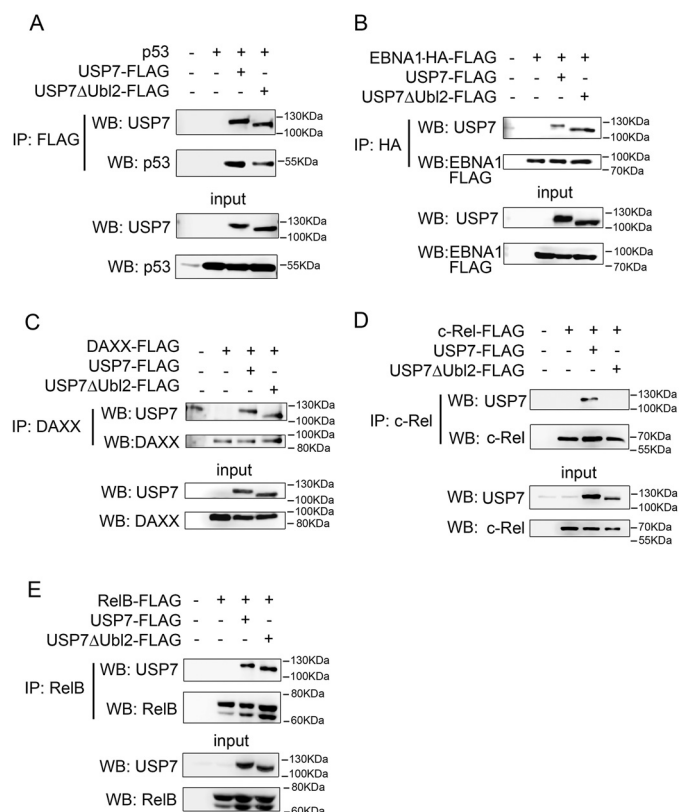 A
p53 - + + +
USP7-FLAG - - + -
USP7ΔUbl2-FLAG - - - +
IP: FLAG
WB: USP7
130KDa
100KDa
WB: p53
55KDa
input
WB: USP7
130KDa
100KDa
WB: p53
55KDa
B
EBNA1-HA-FLAG - + + +
USP7-FLAG - - + -
USP7ΔUbl2-FLAG - - - +
IP: HA
WB: USP7
130KDa
100KDa
WB:EBNA1
FLAG
100KDa
70KDa
input
WB: USP7
130KDa
100KDa
WB:EBNA1
FLAG
100KDa
70KDa
C
DAXX-FLAG - + + +
USP7-FLAG - - + -
USP7ΔUbl2-FLAG - - - +
IP: DAXX
WB: USP7
130KDa
100KDa
WB:DAXX
100KDa
80KDa
input
WB: USP7
130KDa
100KDa
WB: DAXX
100KDa
80KDa
D
c-Rel-FLAG - + + +
USP7-FLAG - - + -
USP7ΔUbl2-FLAG - - - +
IP: c-Rel
WB: USP7
130KDa
100KDa
WB: c-Rel
70KDa
55KDa
input
WB: USP7
130KDa
100KDa
WB: c-Rel
70KDa
55KDa
E
RelB-FLAG - + + +
USP7-FLAG - - + -
USP7ΔUbl2-FLAG - - - +
IP: RelB
WB: USP7
130KDa
100KDa
WB: RelB
80KDa
60KDa
input
WB: USP7
130KDa
100KDa
WB: RelB
80KDa
60KDa